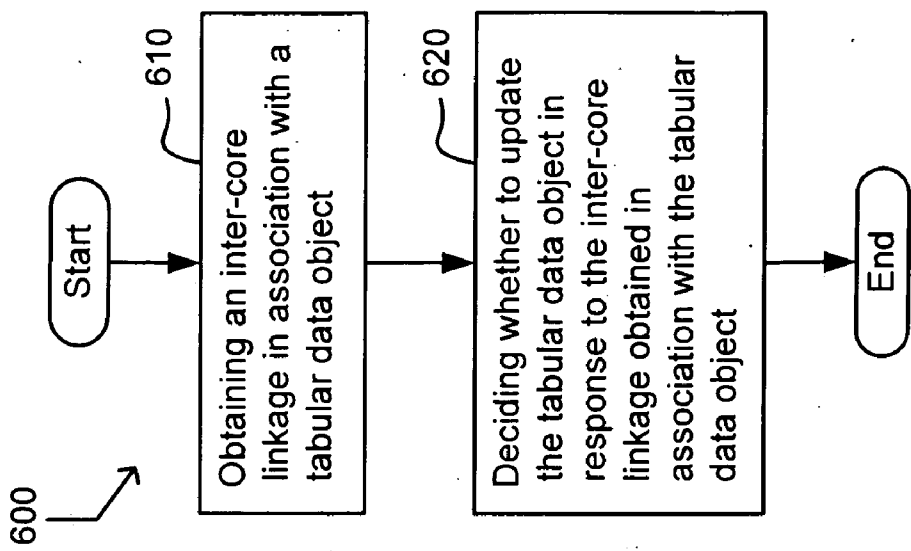 600
Start
610
Obtaining an inter-core
linkage in association with a
tabular data object
620
Deciding whether to update
the tabular data object in
response to the inter-core
linkage obtained in
association with the tabular
data object
End